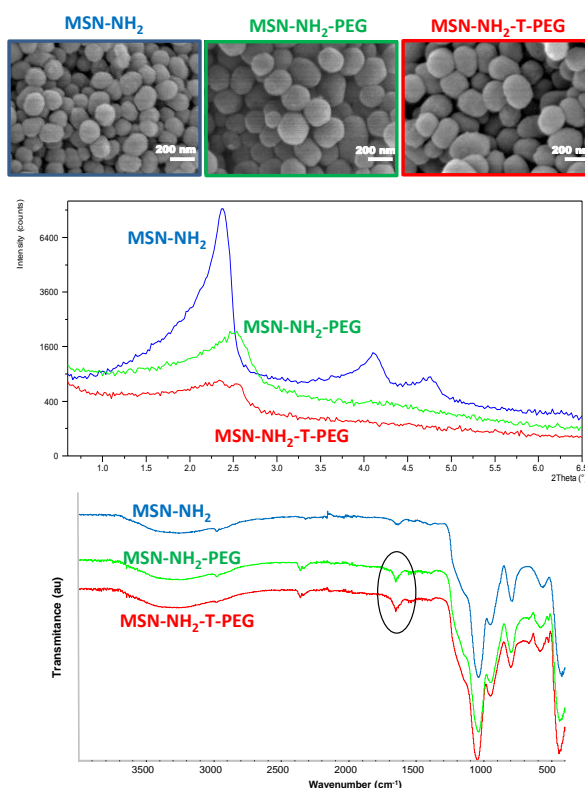 MSN-NH₂ MSN-NH₂-PEG MSN-NH₂-T-PEG
200 nm 200 nm 200 nm
Intensity (counts)
6400
3600
1600
400
0
MSN-NH₂
MSN-NH₂-PEG
MSN-NH₂-T-PEG
1.0 1.5 2.0 2.5 3.0 3.5 4.0 4.5 5.0 5.5 6.0 6.5
2Theta (°
Transmitance (au)
MSN-NH₂
MSN-NH₂-PEG
MSN-NH₂-T-PEG
3500 3000 2500 2000 1500 1000 500
Wavenumber (cm⁻¹)